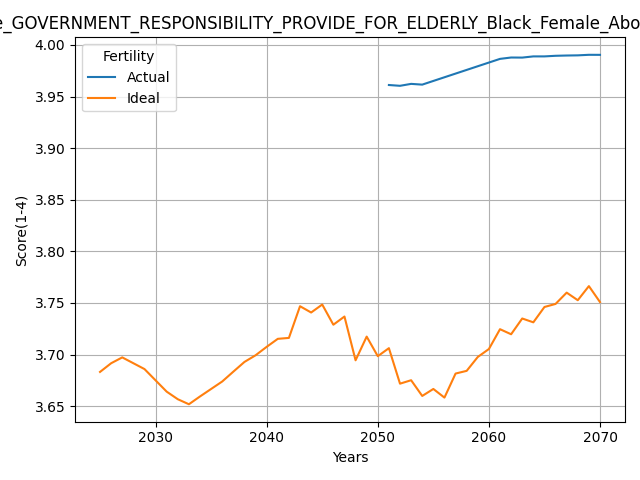 e_GOVERNMENT_RESPONSIBILITY_PROVIDE_FOR_ELDERLY_Black_Female_Abo
Fertility
Actual
Ideal
4.00
3.95
3.90
3.85
3.80
3.75
3.70
3.65
Score(1-4)
2030
2040
2050
2060
2070
Years